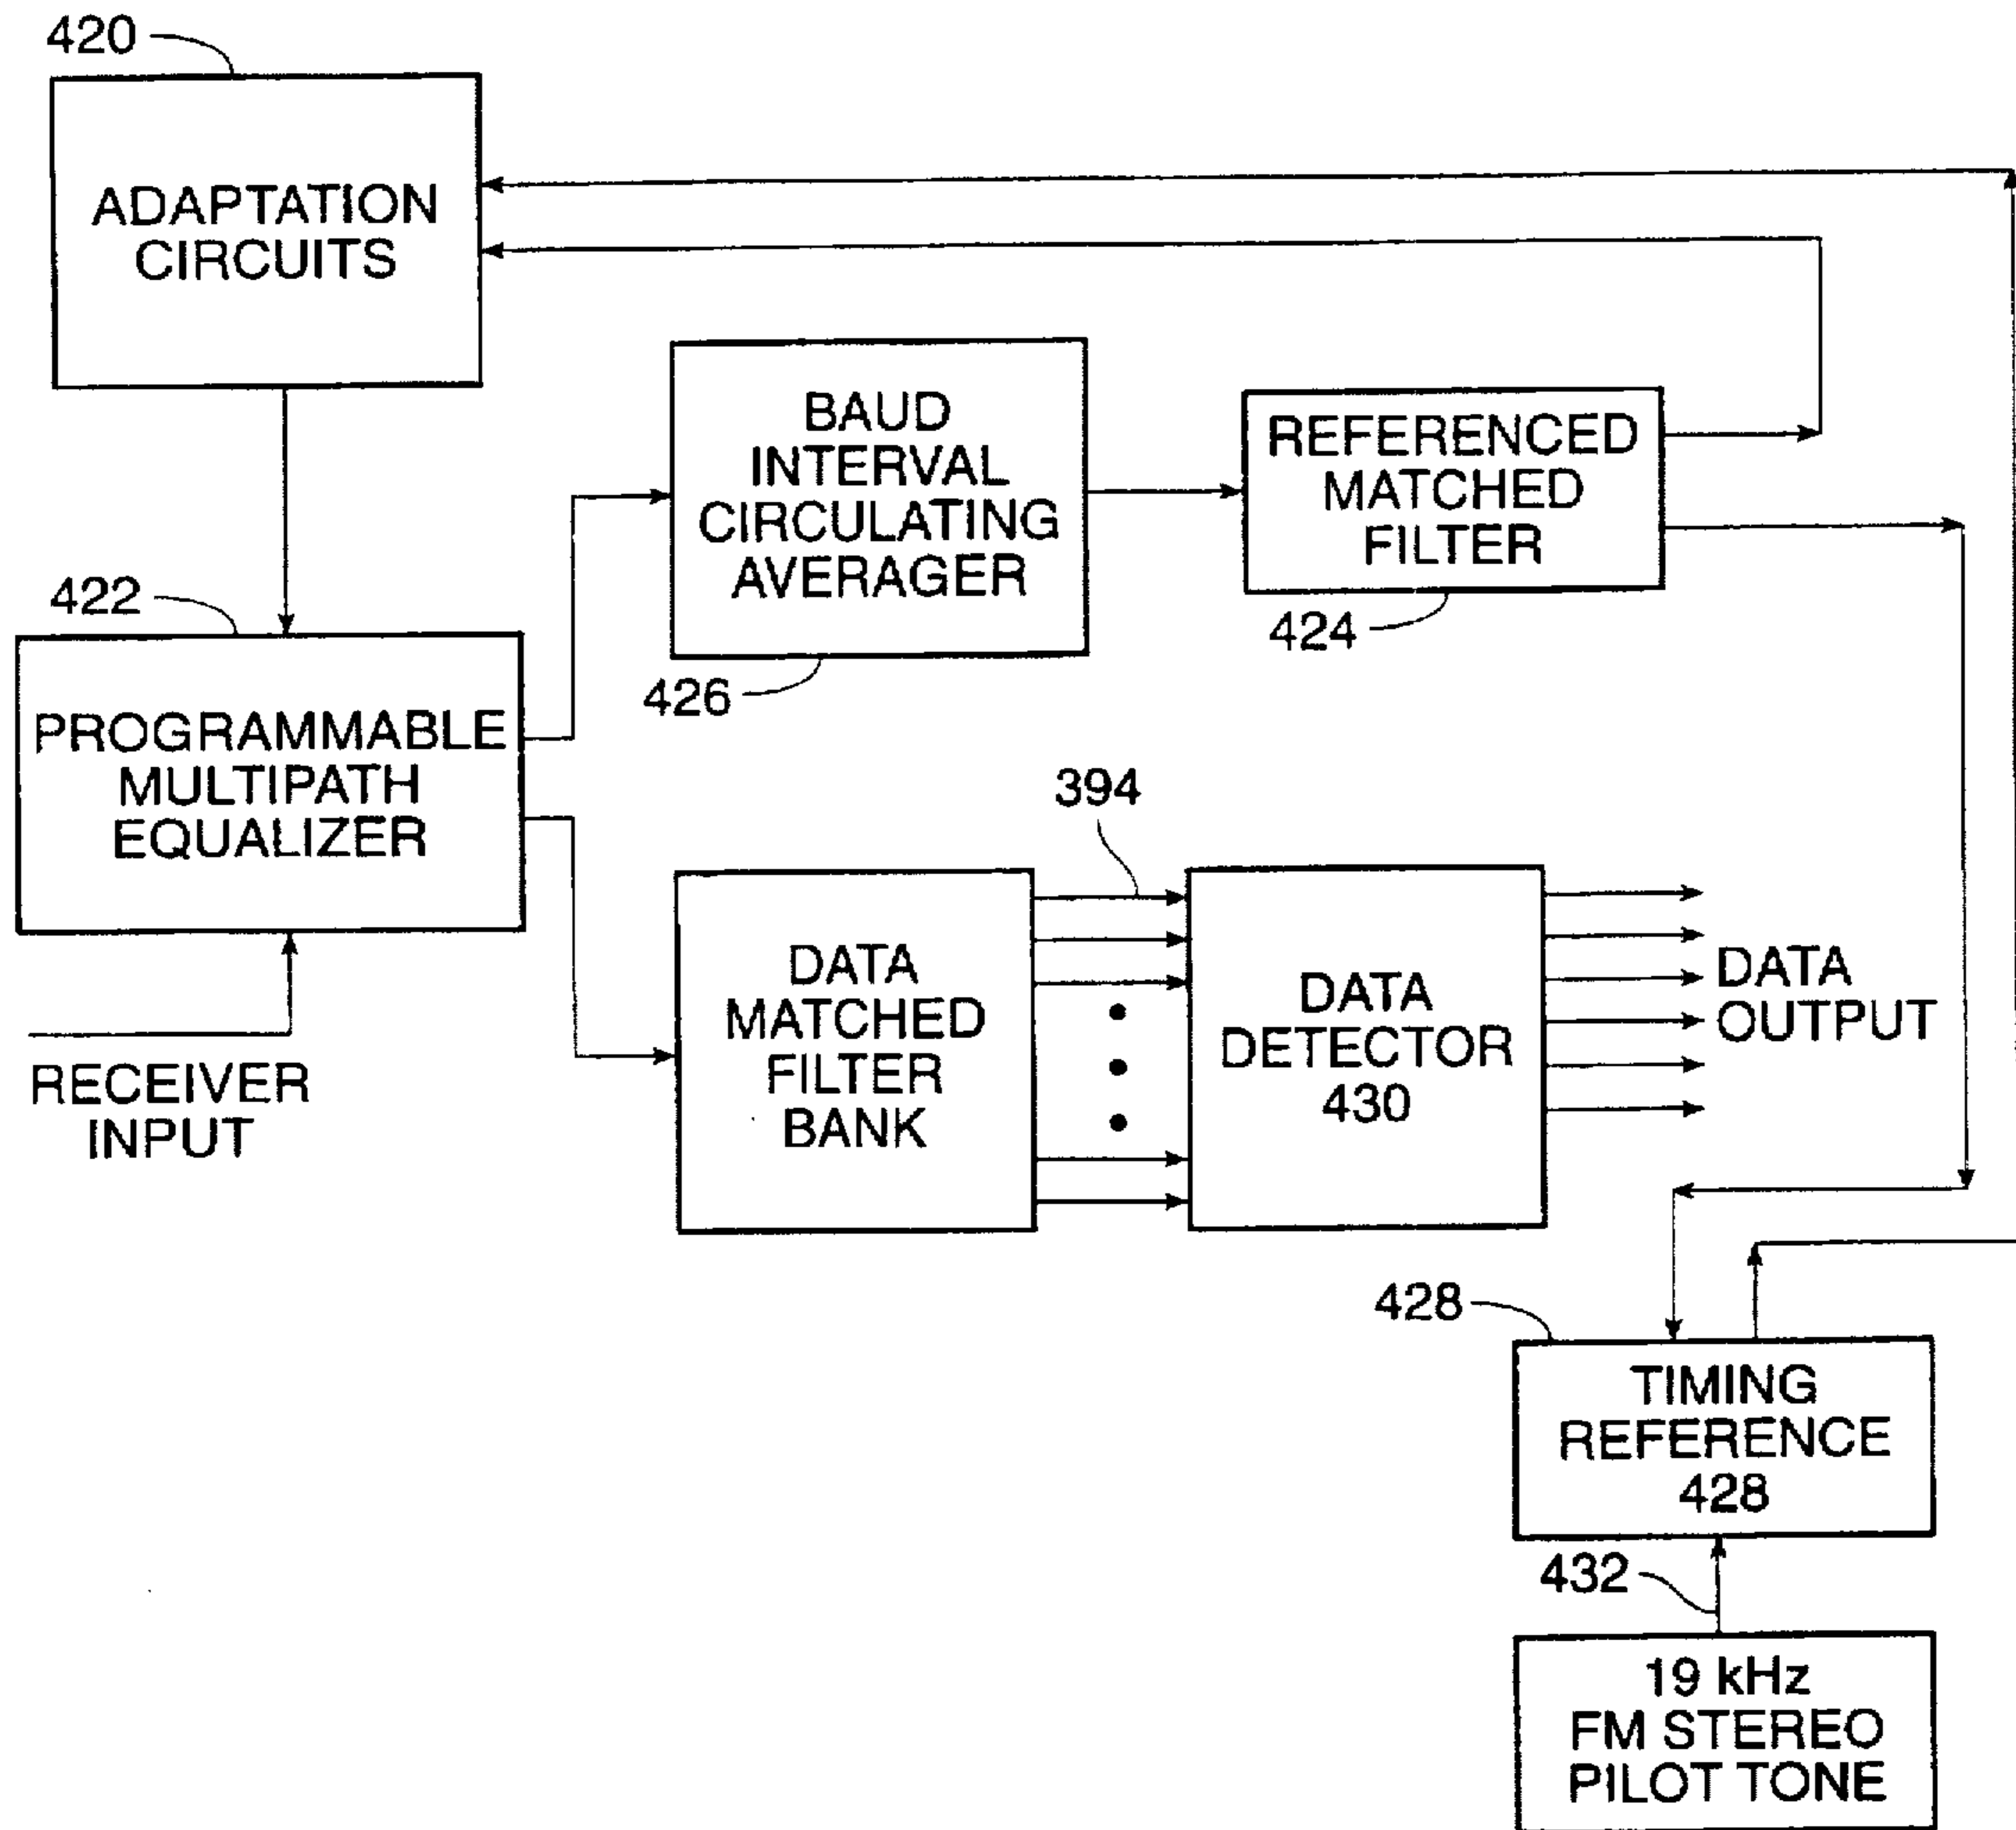 420
ADAPTATION
CIRCUITS
BAUD
INTERVAL
CIRCULATING
AVERAGER
426
REFERENCED
MATCHED
FILTER
424
422
PROGRAMMABLE
MULTIPATH
EQUALIZER
RECEIVER
INPUT
394
DATA
MATCHED
FILTER
BANK
DATA
DETECTOR
430
DATA
OUTPUT
428
TIMING
REFERENCE
428
432
19 kHz
FM STEREO
PILOT TONE